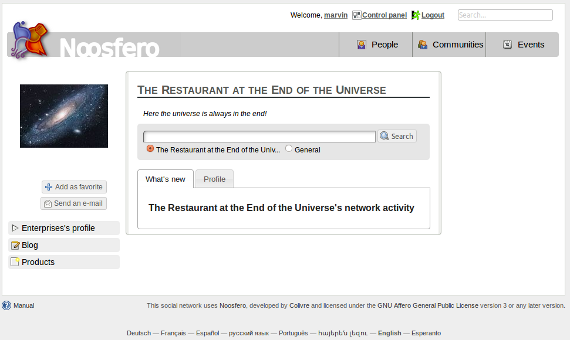 Welcome, marvin Control panel Logout Search...
Noosfero
People Communities Events
The Restaurant at the End of the Universe
Here the universe is always in the end!
Search
The Restaurant at the End of the Univ... General
Add as favorite
Send an e-mail
What's new Profile
The Restaurant at the End of the Universe's network activity
Enterprises's profile
Blog
Products
Manual
This social network uses Noosfero, developed by Colivre and licensed under the GNU Affero General Public License version 3 or any later version.
Deutsch — Français — Español — русский язык — Português — հայերեն լեզու — English — Esperanto